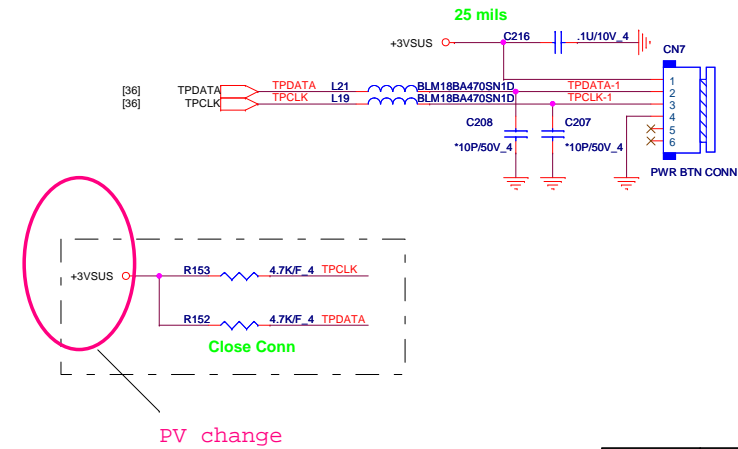 25 mils
+3VSUS
C216
.1U/10V_4
CN7
[36]
TPDATA
TPDATA
L21
BLM18BA470SN1D
TPDATA-1
[36]
TPCLK
TPCLK
L19
BLM18BA470SN1D
TPCLK-1
1
2
3
4
5
6
C208
C207
*10P/50V_4
*10P/50V_4
PWR BTN CONN
+3VSUS
R153
4.7K/F_4
TPCLK
R152
4.7K/F_4
TPDATA
Close Conn
PV change